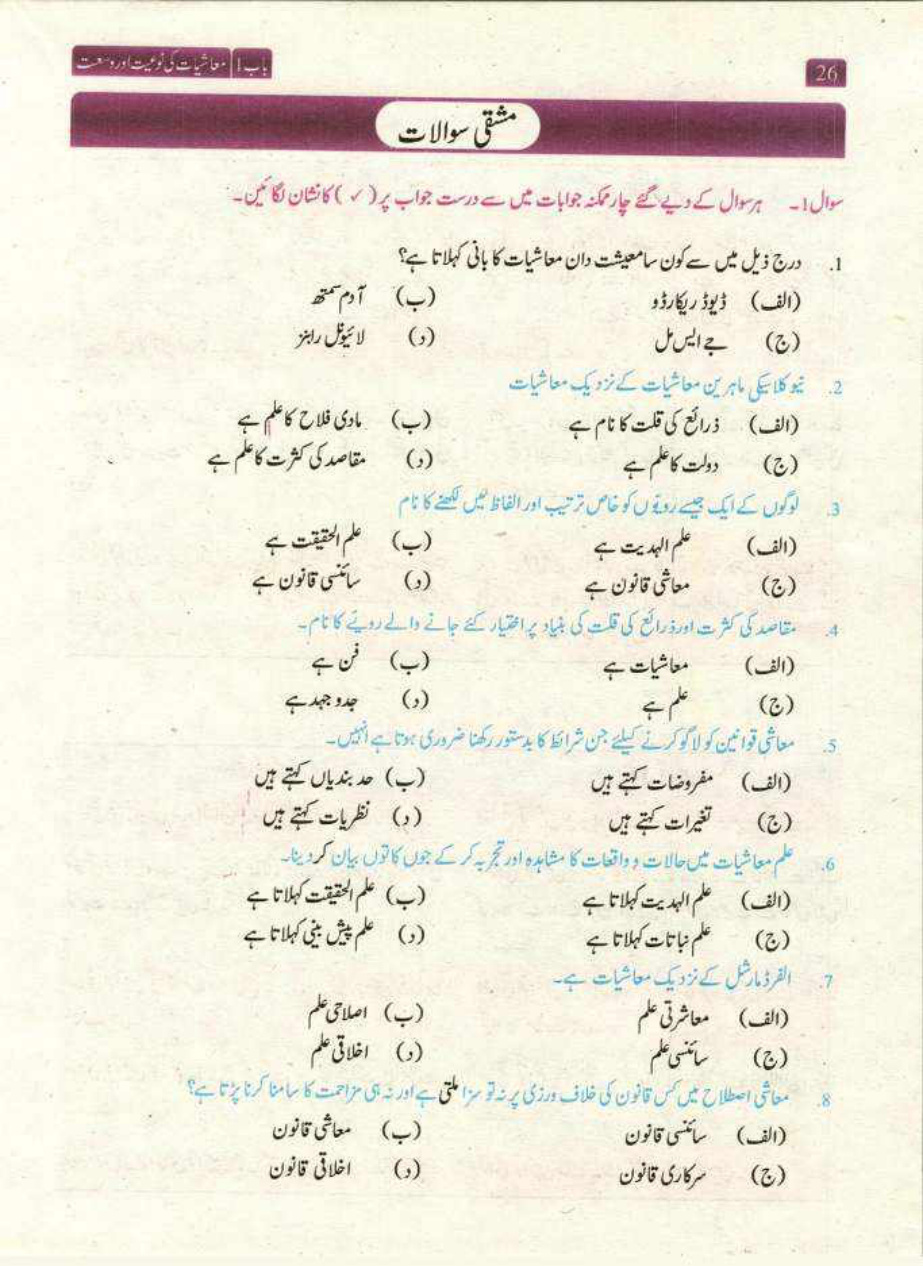 26
باب 1 معاشیات کی نوعیت اور وسعت
مشقی سوالات
سوال 1۔ ہر سوال کے دیے گئے چار ممکنہ جوابات میں سے درست جواب پر ( ✓ ) کا نشان لگائیں۔
1. درج ذیل میں سے کون سا معیشت دان معاشیات کا بانی کہلاتا ہے؟
(الف) ڈیوڈ ریکارڈو (ب) آدم سمتھ
(ج) جے ایس مل (د) لائیونل رابنز
2. نیو کلاسیکی ماہرین معاشیات کے نزدیک معاشیات
(الف) ذرائع کی قلت کا نام ہے (ب) مادی فلاح کا علم ہے
(ج) دولت کا علم ہے (د) مقاصد کی کثرت کا علم ہے
3. لوگوں کے ایک جیسے رویوں کو خاص ترتیب اور الفاظ میں لکھنے کا نام
(الف) علم الہدیت ہے (ب) علم الحقیقت ہے
(ج) معاشی قانون ہے (د) سائنسی قانون ہے
4. مقاصد کی کثرت اور ذرائع کی قلت کی بنیاد پر اختیار کئے جانے والے رویے کا نام۔
(الف) معاشیات ہے (ب) فن ہے
(ج) علم ہے (د) جدوجہد ہے
5. معاشی قوانین کو لاگو کرنے کیلئے جن شرائط کا بدستور رکھنا ضروری ہوتا ہے انہیں۔
(الف) مفروضات کہتے ہیں (ب) حد بندیاں کہتے ہیں
(ج) تغیرات کہتے ہیں (د) نظریات کہتے ہیں
6. علم معاشیات میں حالات و واقعات کا مشاہدہ اور تجزیہ کر کے جوں کا توں بیان کر دینا۔
(الف) علم الہدیت کہلاتا ہے (ب) علم الحقیقت کہلاتا ہے
(ج) علم نباتات کہلاتا ہے (د) علم پیش بینی کہلاتا ہے
7. الفرڈ مارشل کے نزدیک معاشیات ہے۔
(الف) معاشرتی علم (ب) اصلاحی علم
(ج) سائنسی علم (د) اخلاقی علم
8. معاشی اصطلاح میں کس قانون کی خلاف ورزی پر نہ تو سزا ملتی ہے اور نہ ہی مزاحمت کا سامنا کرنا پڑتا ہے؟
(الف) سائنسی قانون (ب) معاشی قانون
(ج) سرکاری قانون (د) اخلاقی قانون